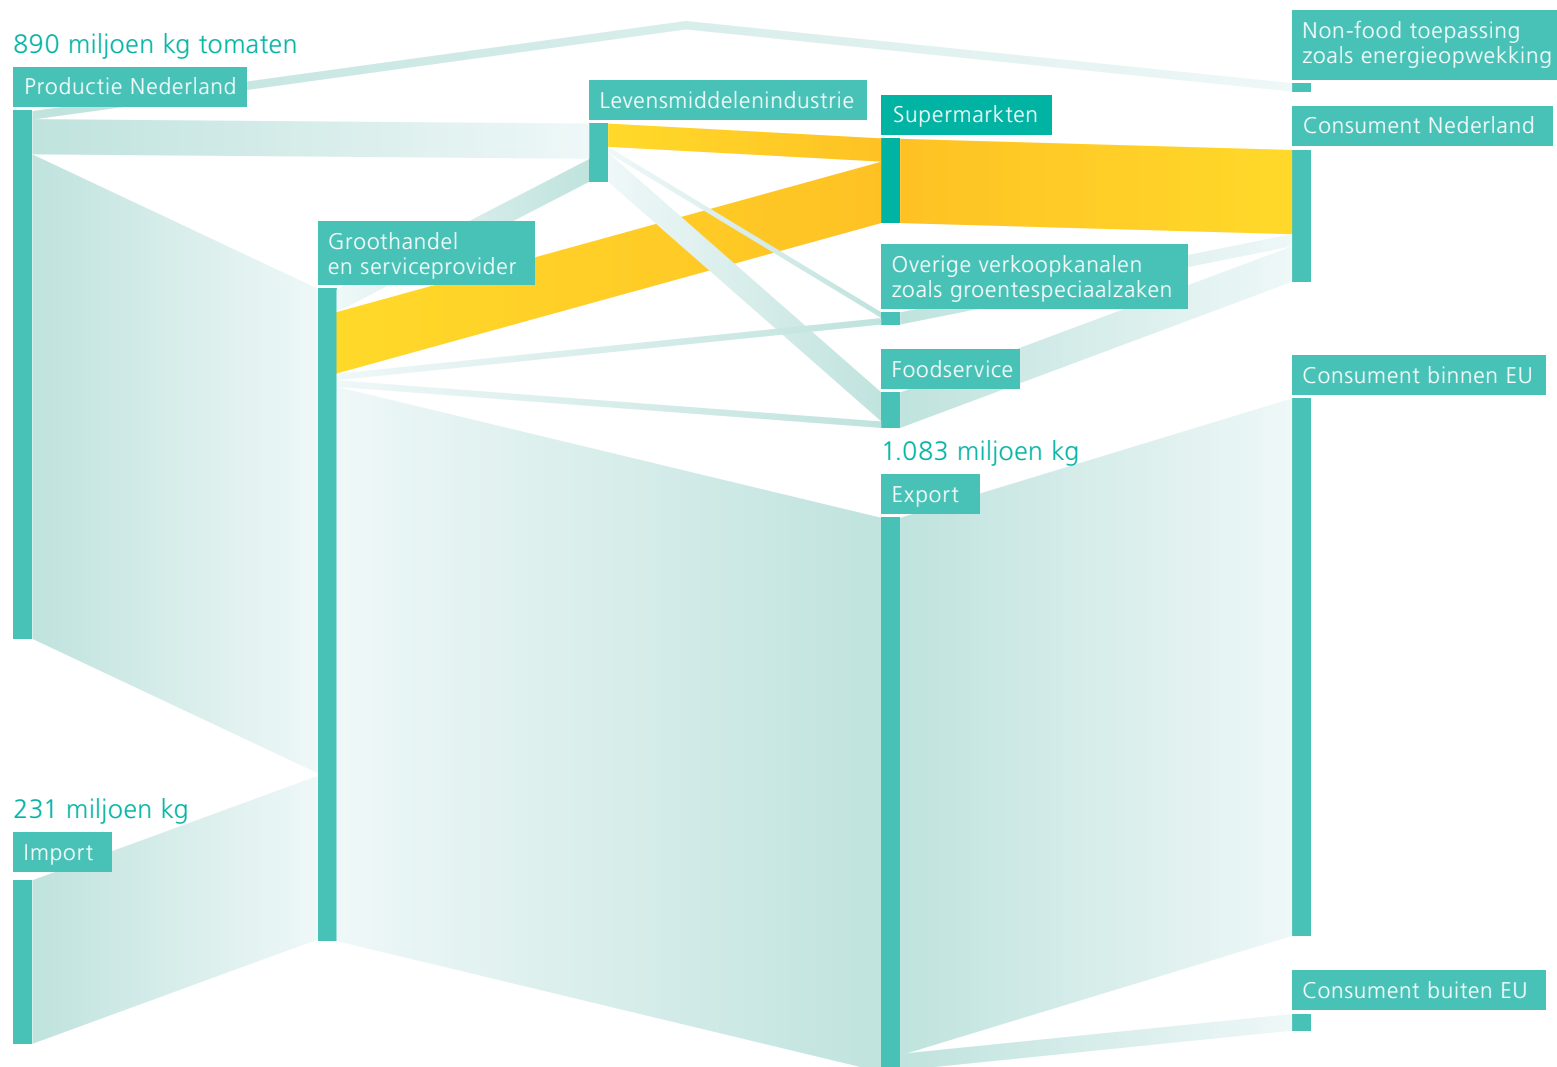 890 miljoen kg tomaten
Productie Nederland
231 miljoen kg
Import
Groothandel
en serviceprovider
Levensmiddelenindustrie
Supermarkten
Overige verkoopkanalen
zoals groentespeciaalzaken
Foodservice
1.083 miljoen kg
Export
Non-food toepassing
zoals energieopwekking
Consument Nederland
Consument binnen EU
Consument buiten EU